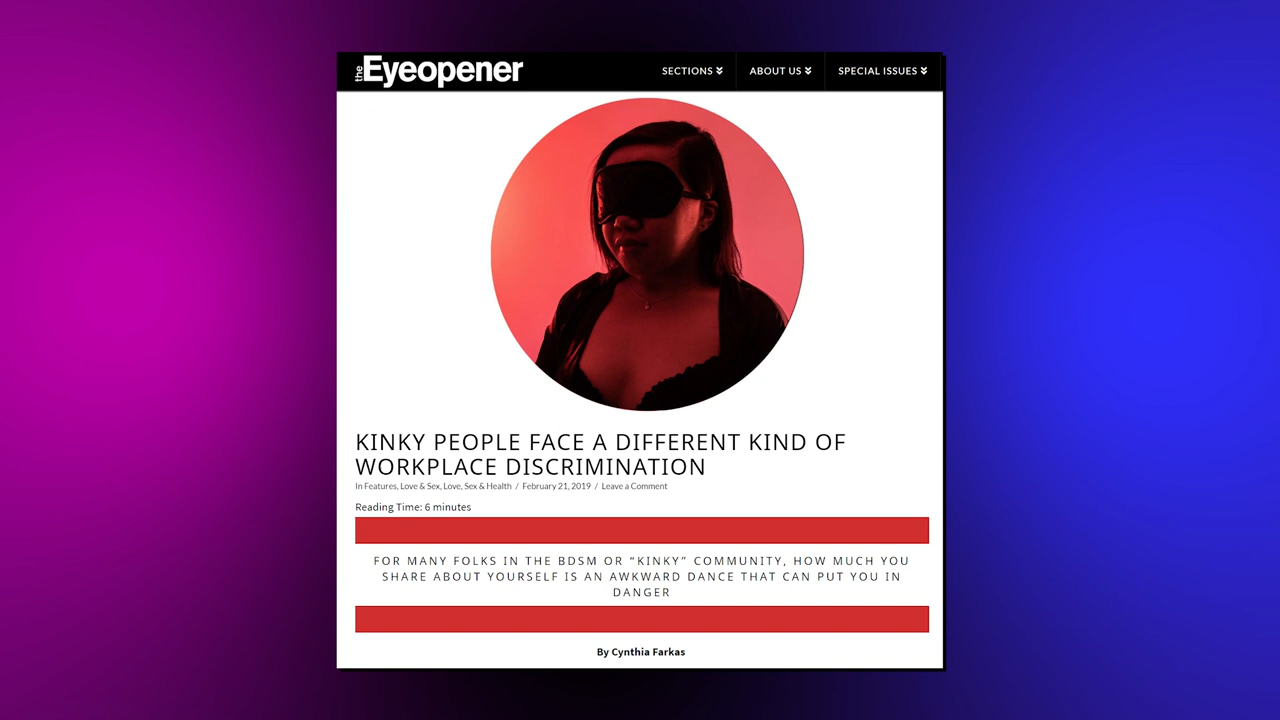 the Eyeopener
SECTIONS ABOUT US SPECIAL ISSUES
KINKY PEOPLE FACE A DIFFERENT KIND OF
WORKPLACE DISCRIMINATION
In Features, Love & Sex, Love, Sex & Health / February 21, 2019 / Leave a Comment
Reading Time: 6 minutes
FOR MANY FOLKS IN THE BDSM OR “KINKY” COMMUNITY, HOW MUCH YOU
SHARE ABOUT YOURSELF IS AN AWKWARD DANCE THAT CAN PUT YOU IN
DANGER
By Cynthia Farkas